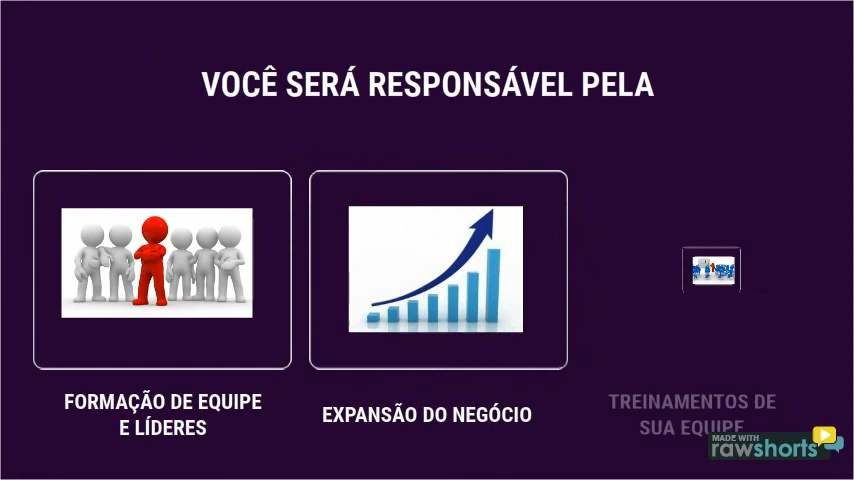 VOCÊ SERÁ RESPONSÁVEL PELA
FORMAÇÃO DE EQUIPE
E LÍDERES
EXPANSÃO DO NEGÓCIO
TREINAMENTOS DE
SUA EQUIPE
MADE WITH
rawshorts